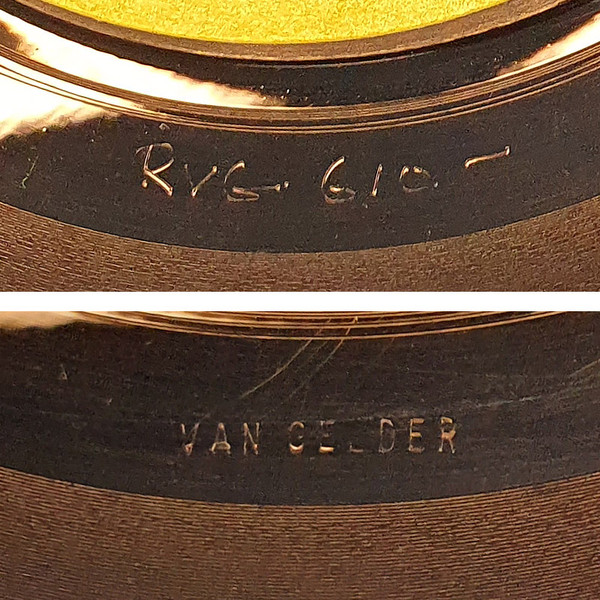 RVG 610 -
VAN GELDER